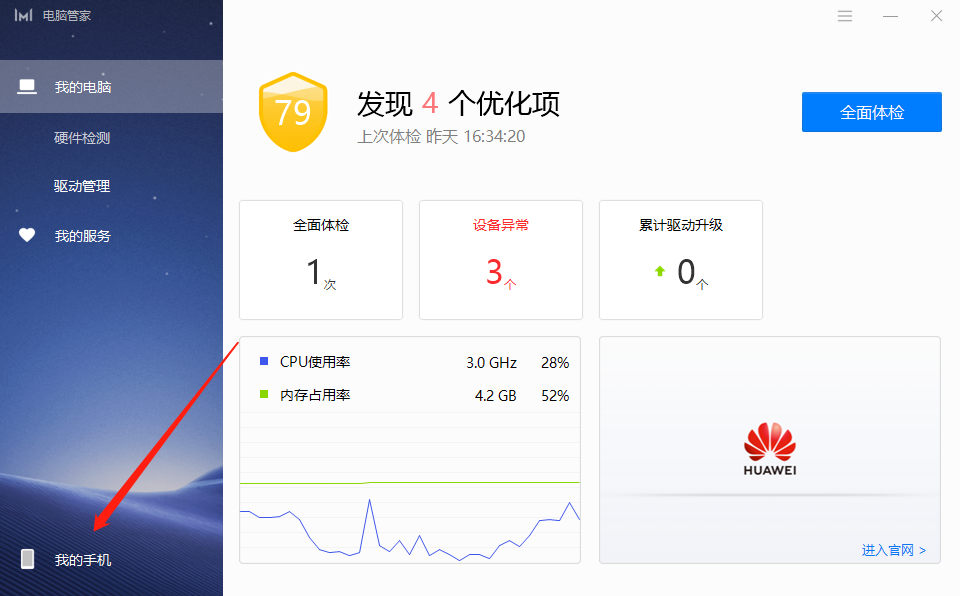 电脑管家
我的电脑
硬件检测
驱动管理
我的服务
我的手机
79
发现 4 个优化项
上次体检 昨天 16:34:20
全面体检
全面体检
1次
设备异常
3个
累计驱动升级
0个
CPU使用率 3.0 GHz 28%
内存占用率 4.2 GB 52%
HUAWEI
进入官网 >